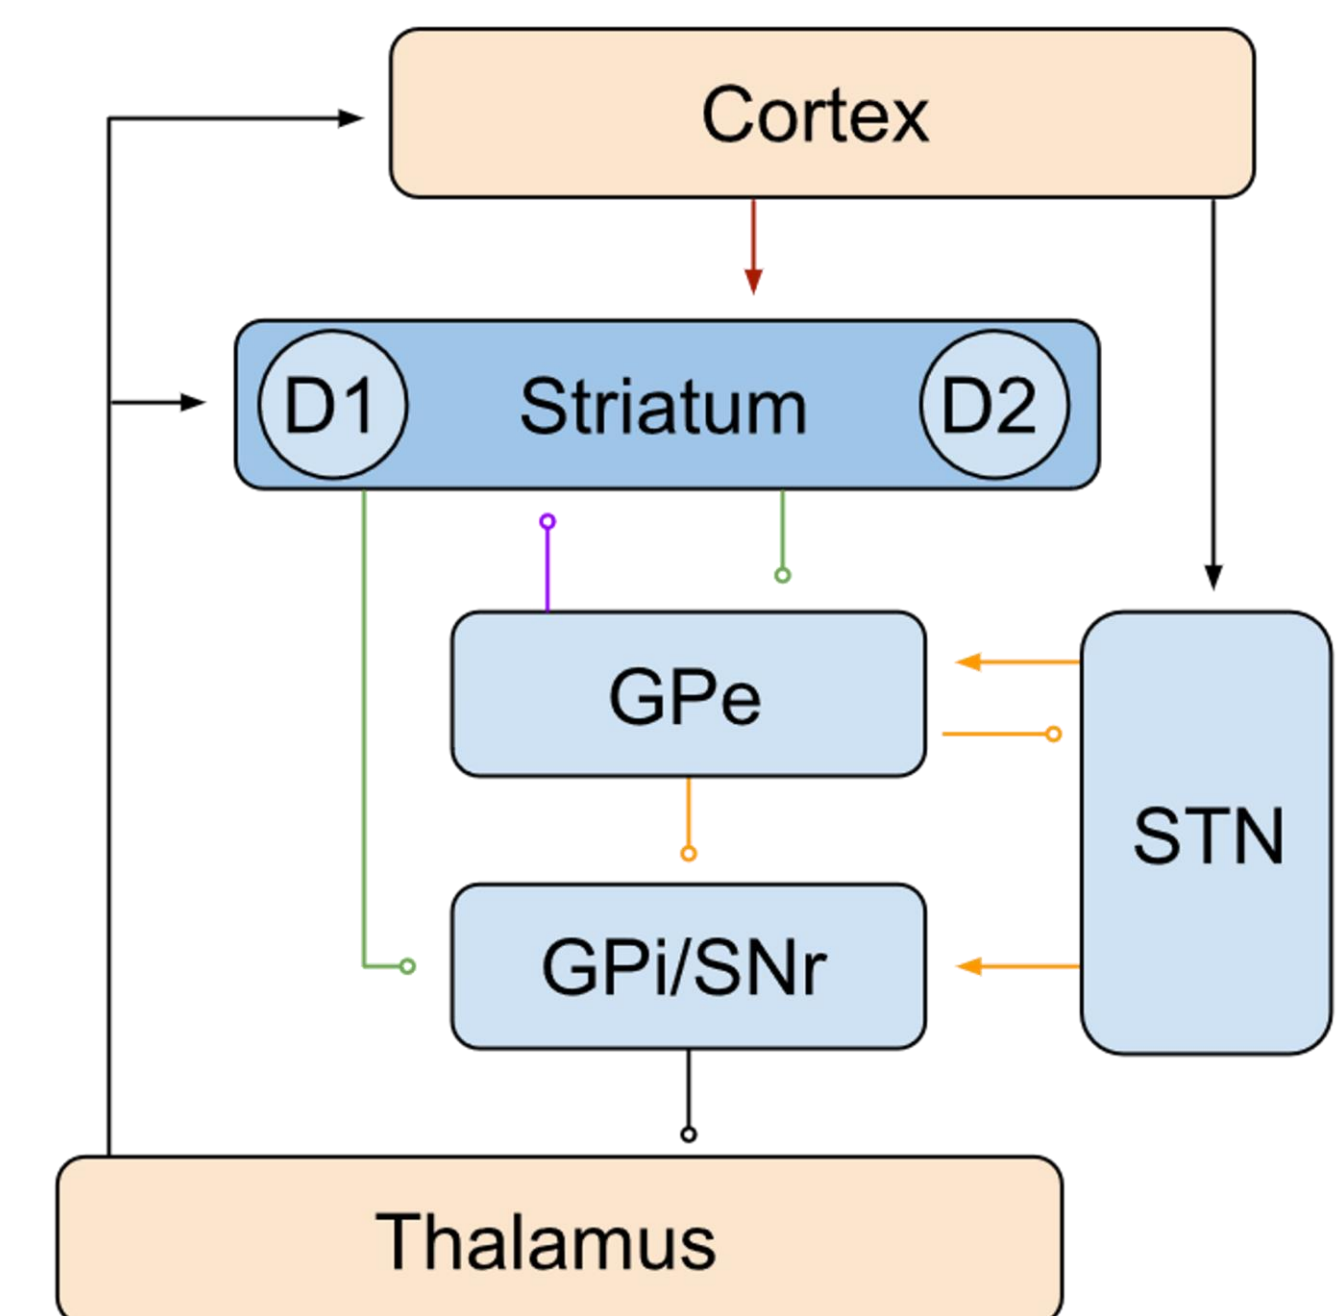 Cortex
D1
Striatum
D2
GPe
STN
GPi/SNr
Thalamus